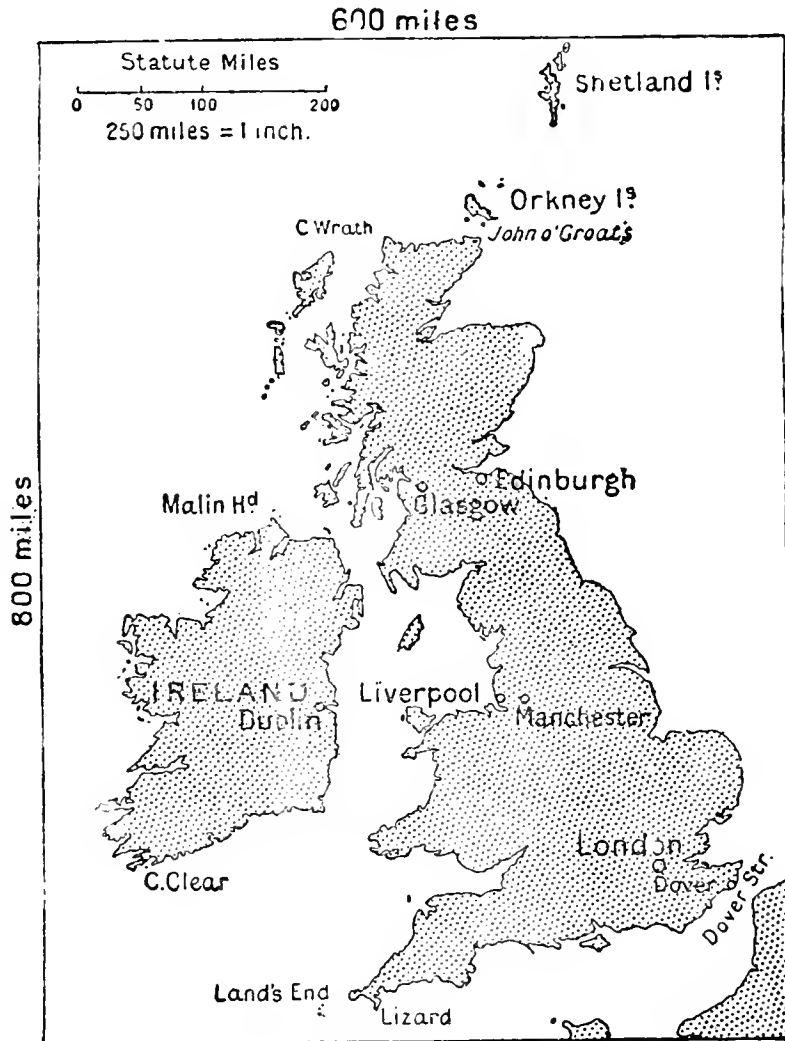 600 miles
Statute Miles
0 50 100 200
250 miles = 1 inch.
Shetland Is.
Orkney Is.
John o' Groats
C Wrath
800 miles
Malin Hd
Edinburgh
Glasgow
IRELAND
Dublin
Liverpool
Manchester
London
Dover
Dover Str.
C. Clear
Land's End
Lizard